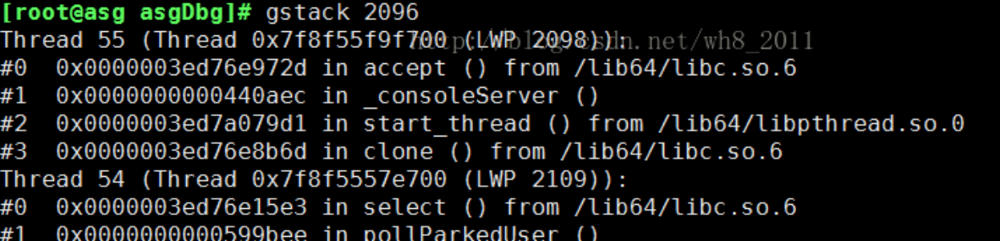 [root@asg asgDbg]# gstack 2096
Thread 55 (Thread 0x7f8f55f9f700 (LWP 2098)):
http://blog.csdn.net/wh8_2011
#0  0x0000003ed76e972d in accept () from /lib64/libc.so.6
#1  0x0000000000440aec in _consoleServer ()
#2  0x0000003ed7a079d1 in start_thread () from /lib64/libpthread.so.0
#3  0x0000003ed76e8b6d in clone () from /lib64/libc.so.6
Thread 54 (Thread 0x7f8f5557e700 (LWP 2109)):
#0  0x0000003ed76e15e3 in select () from /lib64/libc.so.6
#1  0x0000000000599bee in pollParkedUser ()